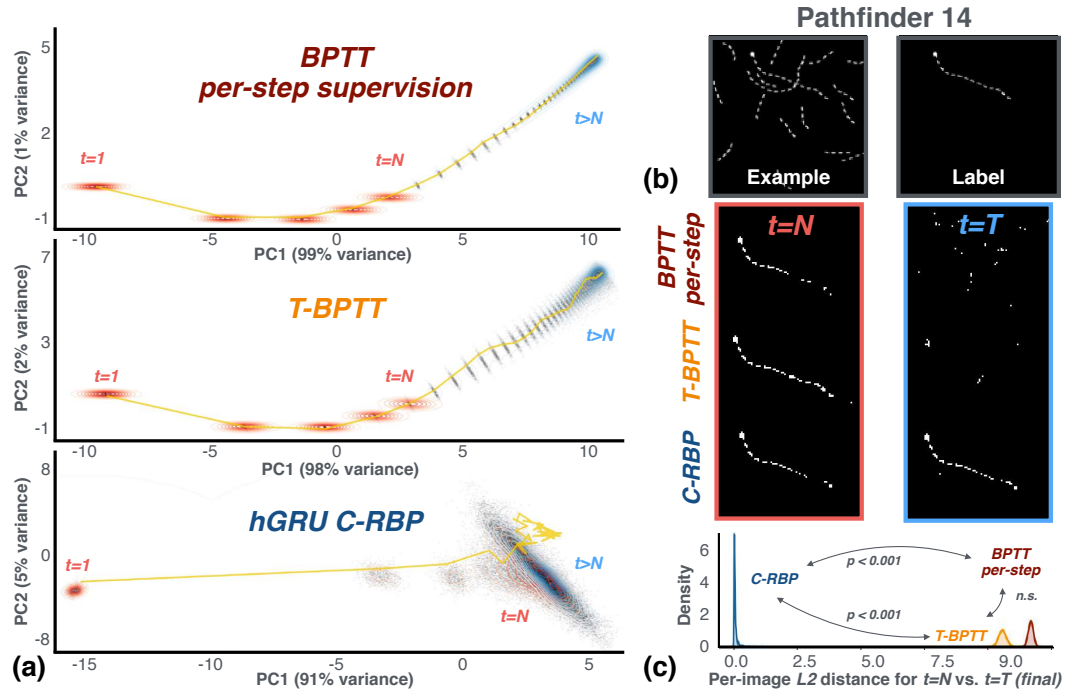 BPTT
per-step supervision
PC2 (1% variance)
5
2
-1
t=1
t=N
t>N
-10
-5
0
5
10
PC1 (99% variance)
T-BPTT
PC2 (2% variance)
7
3
-1
t=1
t=N
t>N
-10
-5
0
5
10
PC1 (98% variance)
hGRU C-RBP
PC2 (5% variance)
8
0
-8
t=1
t=N
t>N
-15
-10
-5
0
5
PC1 (91% variance)
(a)
Pathfinder 14
Example
Label
(b)
t=N
t=T
BPTT
per-step
T-BPTT
C-RBP
Density
6
4
2
0
C-RBP
p < 0.001
BPTT
per-step
n.s.
p < 0.001
T-BPTT
0.0
2.5
5.0
7.5
9.0
Per-image L2 distance for t=N vs. t=T (final)
(c)